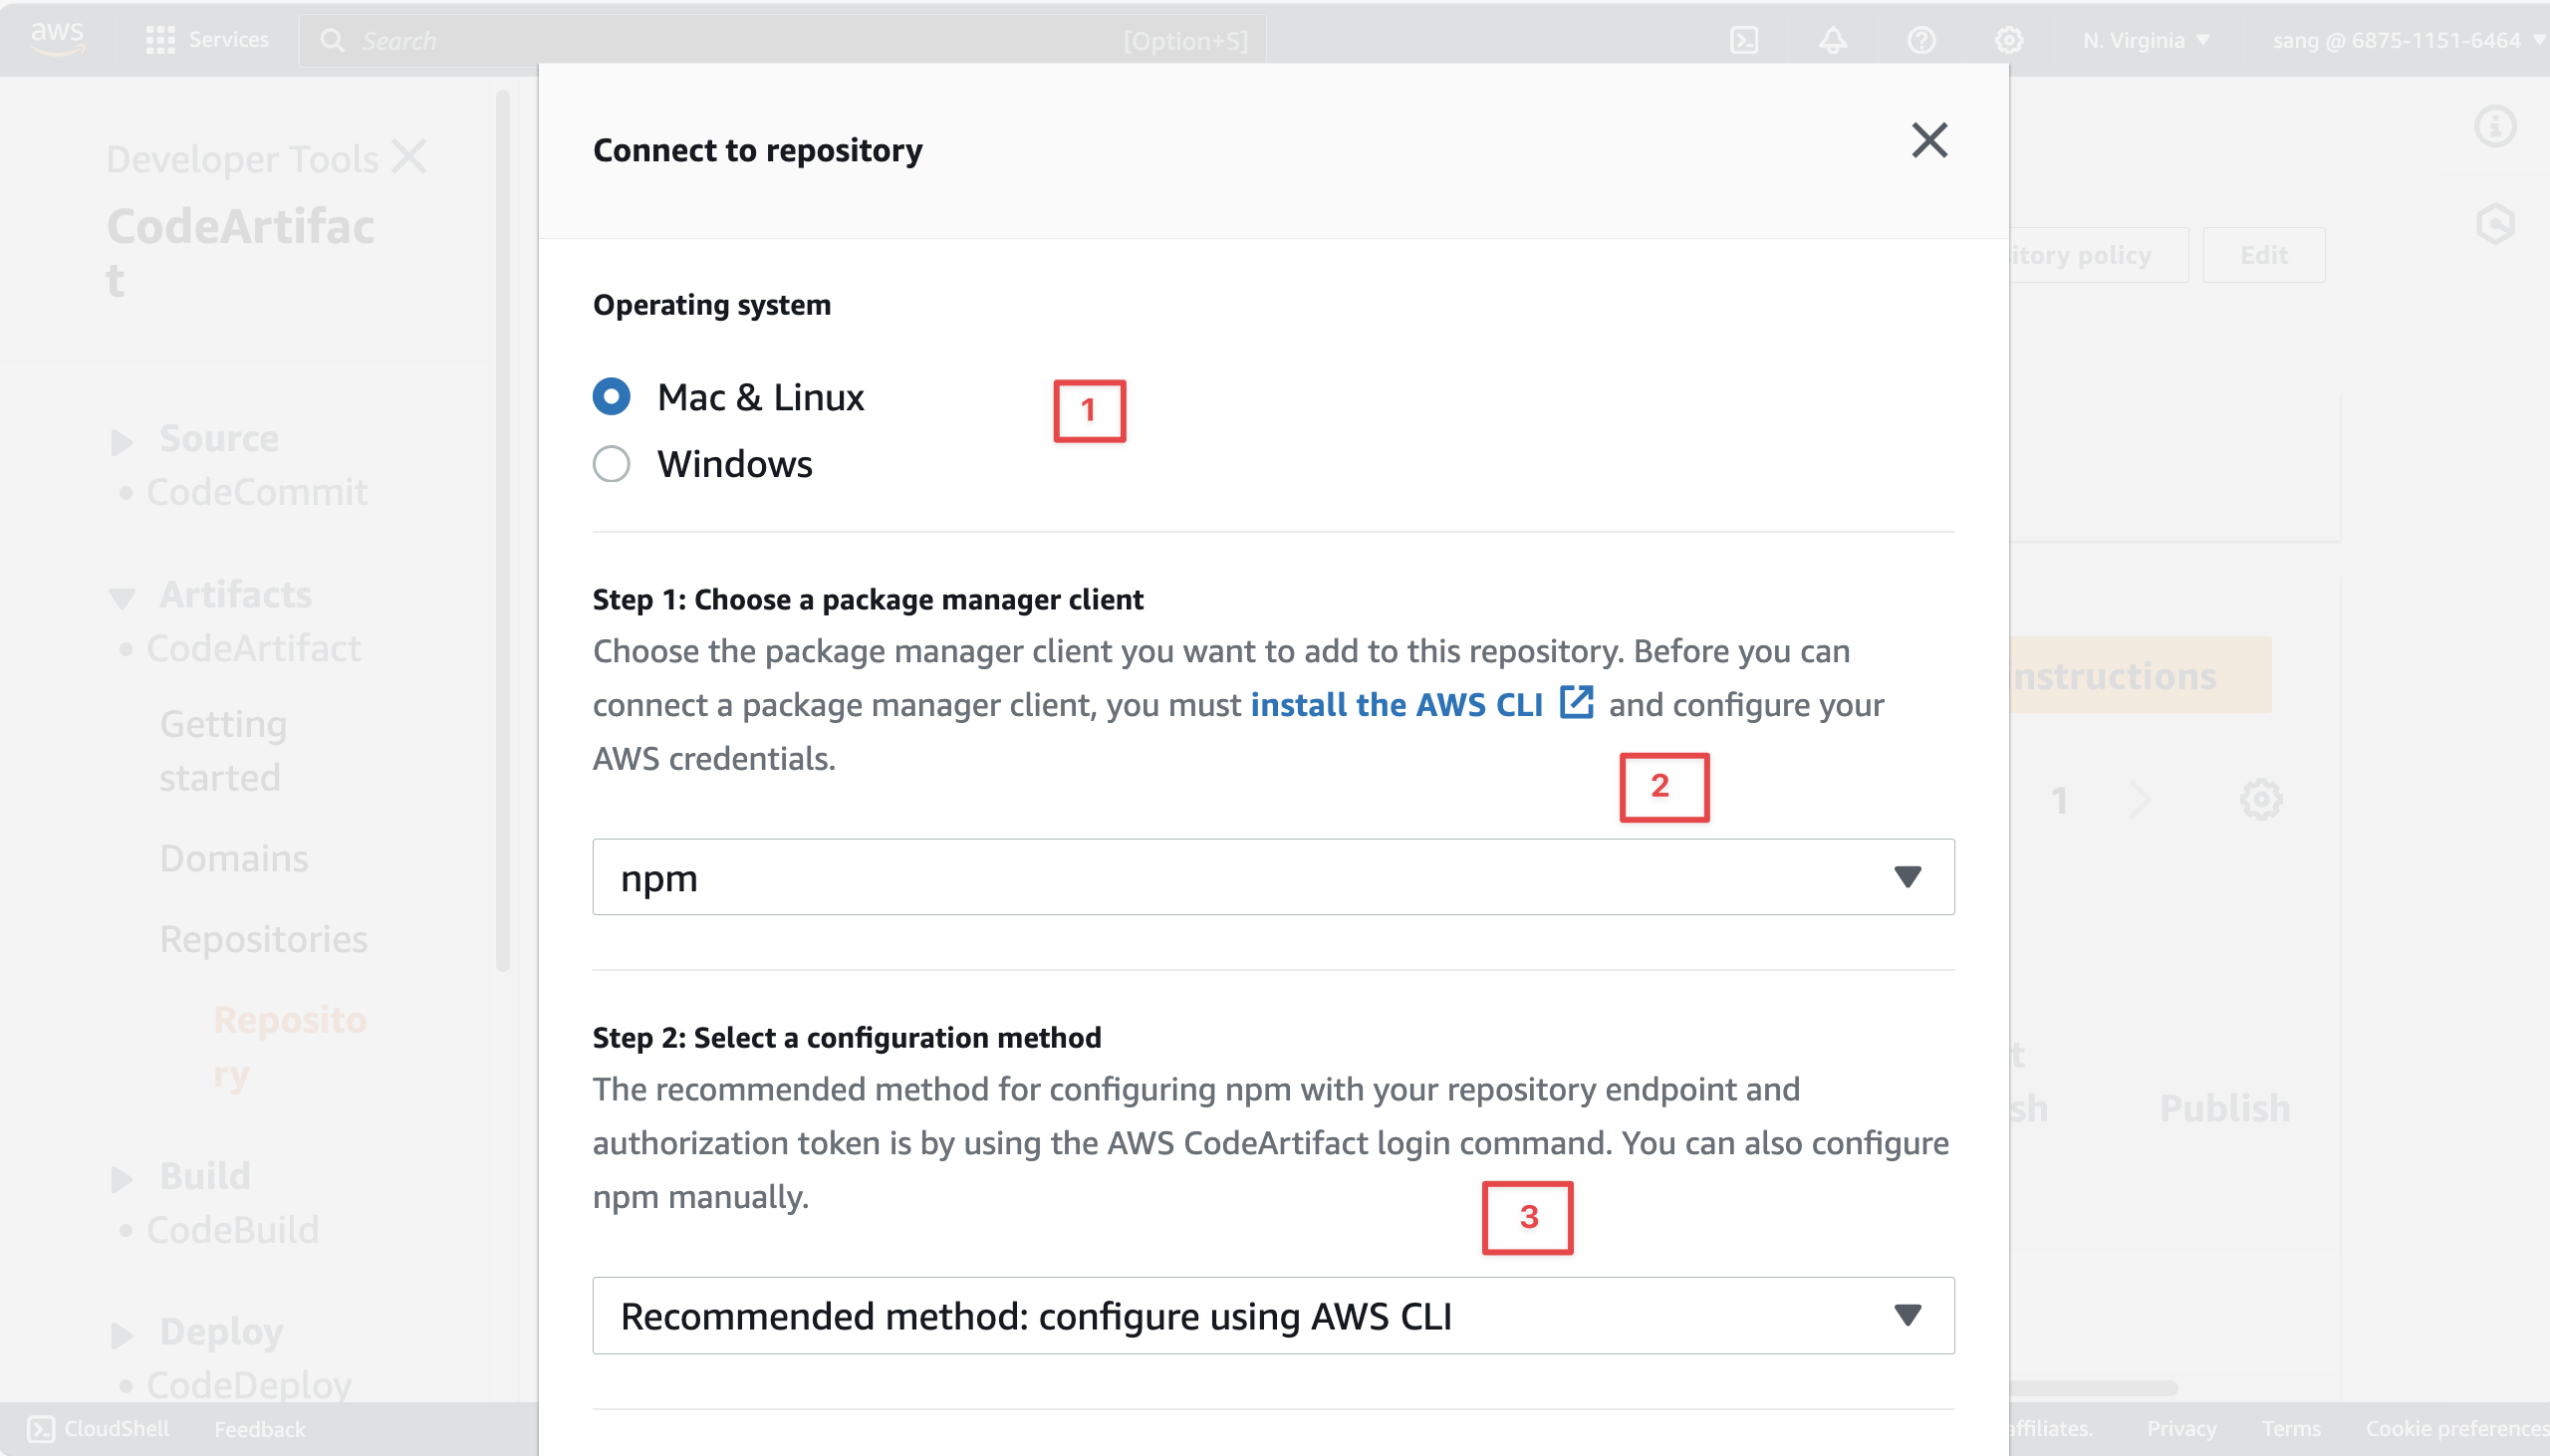 aws
Services
Search
[Option+S]
N. Virginia
sang @ 6875-1151-6464
Developer Tools
CodeArtifac
t
Source
CodeCommit
Artifacts
CodeArtifact
Getting
started
Domains
Repositories
Reposito
ry
Build
CodeBuild
Deploy
CodeDeploy
CloudShell
Feedback
Connect to repository
Operating system
Mac & Linux
1
Windows
Step 1: Choose a package manager client
Choose the package manager client you want to add to this repository. Before you can
connect a package manager client, you must install the AWS CLI and configure your
AWS credentials.
2
npm
Step 2: Select a configuration method
The recommended method for configuring npm with your repository endpoint and
authorization token is by using the AWS CodeArtifact login command. You can also configure
npm manually.
3
Recommended method: configure using AWS CLI
itory policy
Edit
nstructions
1
t
sh
Publish
affiliates.
Privacy
Terms
Cookie preferences